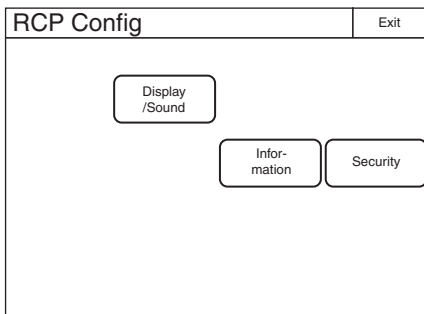 RCP Config
Exit
Display
/Sound
Infor-
mation
Security